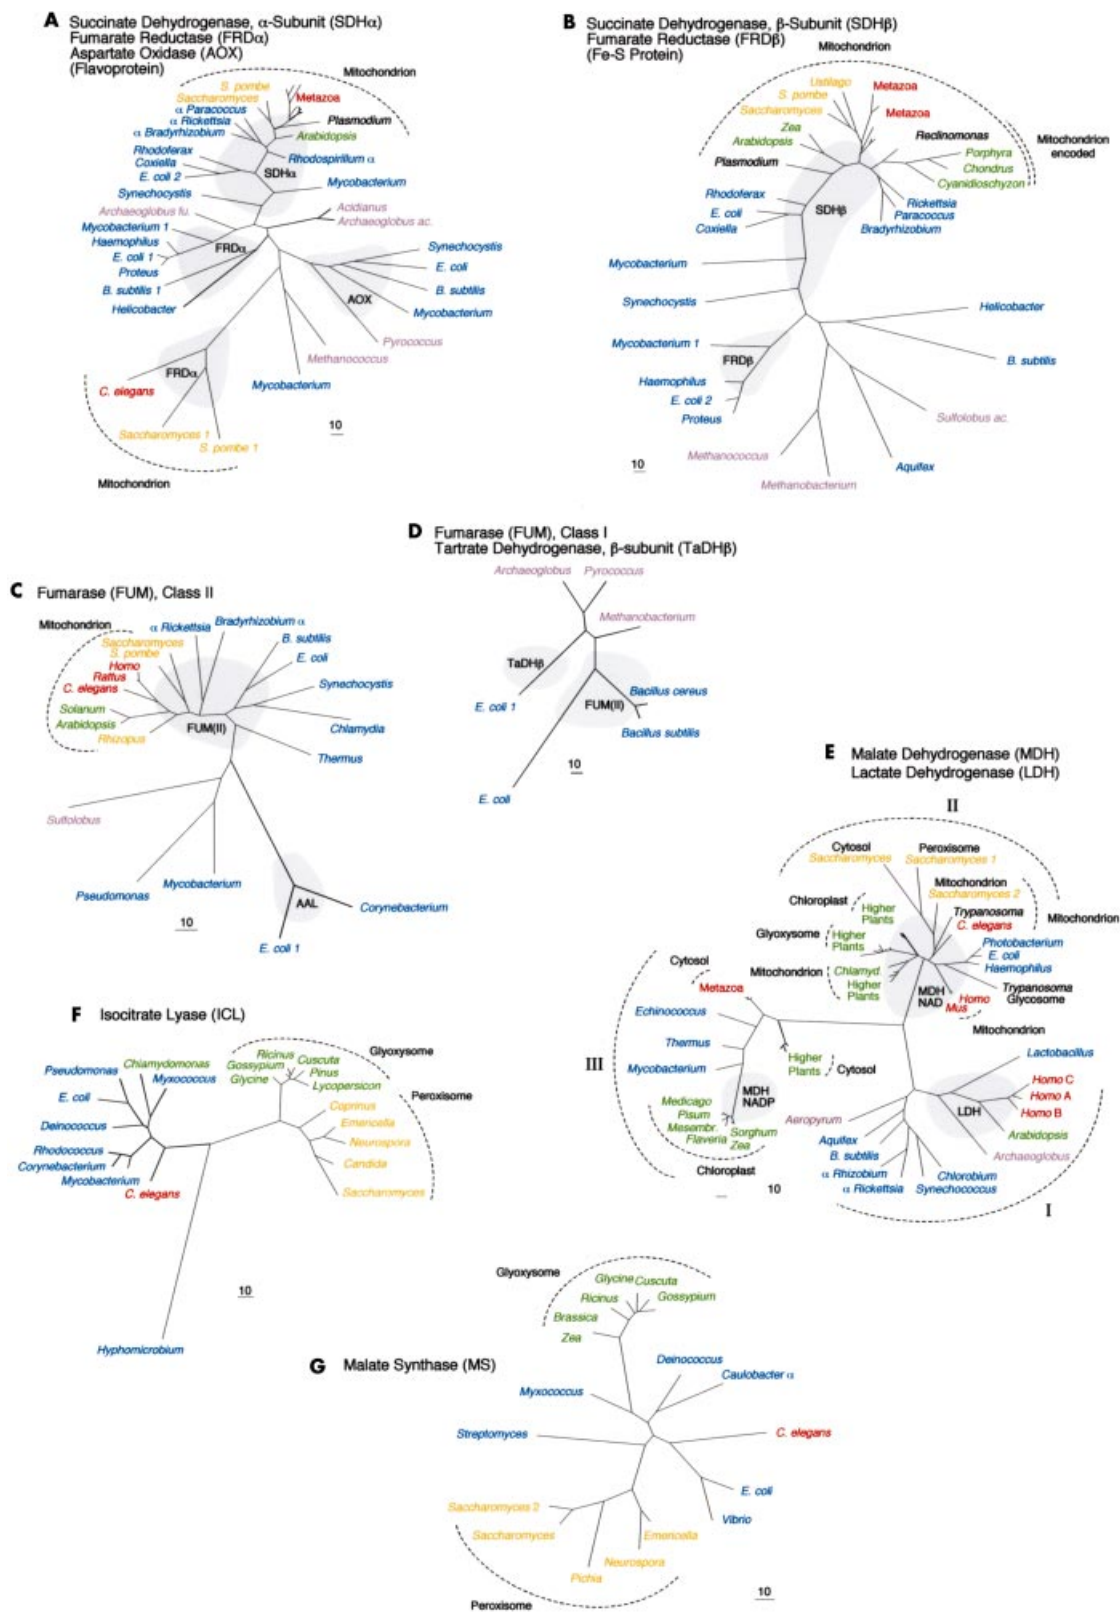 A Succinate Dehydrogenase, α-Subunit (SDHα)
Fumarate Reductase (FRDα)
Aspartate Oxidase (AOX)
(Flavoprotein)
Mitochondrion
S. pombe
Saccharomyces
Metazoa
α Paracoccus
α Rickettsia
Plasmodium
α Bradyrhizobium
Arabidopsis
Rhodoferax
Rhodospirillum α
Coxiella
SDHα
E. coli 2
Mycobacterium
Synechocystis
Acidianus
Archaeoglobus fu.
Archaeoglobus ac.
Mycobacterium 1
Haemophilus
FRDα
Synechocystis
E. coli 1
E. coli
Proteus
B. subtilis 1
B. subtilis
AOX
Helicobacter
Mycobacterium
Pyrococcus
Methanococcus
FRDα
Mycobacterium
C. elegans
10
Saccharomyces 1
S. pombe 1
Mitochondrion
B Succinate Dehydrogenase, β-Subunit (SDHβ)
Fumarate Reductase (FRDβ)
(Fe-S Protein)
Mitochondrion
Ustilago
Metazoa
S. pombe
Saccharomyces
Metazoa
Zea
Reclinomonas
Arabidopsis
Mitochondrion
encoded
Porphyra
Plasmodium
Chondrus
Cyanidioschyzon
Rhodoferax
Rickettsia
E. coli
SDHβ
Paracoccus
Coxiella
Bradyrhizobium
Mycobacterium
Synechocystis
Helicobacter
Mycobacterium 1
FRDβ
B. subtilis
Haemophilus
E. coli 2
Proteus
Sulfolobus ac.
Methanococcus
10
Aquifex
Methanobacterium
C Fumarase (FUM), Class II
Mitochondrion
α Rickettsia
Bradyrhizobium α
Saccharomyces
B. subtilis
S. pombe
Homo
E. coli
Rattus
C. elegans
Synechocystis
Solanum
Arabidopsis
FUM(II)
Chlamydia
Rhizopus
Thermus
Sulfolobus
Pseudomonas
Mycobacterium
AAL
Corynebacterium
10
E. coli 1
D Fumarase (FUM), Class I
Tartrate Dehydrogenase, β-subunit (TaDHβ)
Archaeoglobus
Pyrococcus
Methanobacterium
TaDHβ
Bacillus cereus
E. coli 1
FUM(II)
Bacillus subtilis
10
E. coli
E Malate Dehydrogenase (MDH)
Lactate Dehydrogenase (LDH)
II
Cytosol
Peroxisome
Saccharomyces
Saccharomyces 1
Mitochondrion
Saccharomyces 2
Chloroplast
Higher
Plants
Trypanosoma
Mitochondrion
C. elegans
Glyoxysome
Higher
Plants
Photobacterium
E. coli
Haemophilus
Cytosol
Mitochondrion
Chlamyd.
Higher
Plants
MDH
NAD
Trypanosoma
Glycosome
Homo
Mus
Metazoa
Mitochondrion
Echinococcus
III
Thermus
Higher
Plants
Cytosol
Lactobacillus
Mycobacterium
Homo C
MDH
NADP
Homo A
LDH
Homo B
Medicago
Pisum
Mesembr.
Flaveria
Sorghum
Zea
Aeropyrum
Arabidopsis
Aquifex
Archaeoglobus
B. subtilis
Chloroplast
α Rhizobium
Chlorobium
α Rickettsia
Synechococcus
10
I
F Isocitrate Lyase (ICL)
Glyoxysome
Ricinus
Cuscuta
Pseudomonas
Chlamydomonas
Gossypium
Pinus
Myxococcus
Glycine
Lycopersicon
E. coli
Peroxisome
Coprinus
Deinococcus
Emericella
Neurospora
Rhodococcus
Corynebacterium
Candida
Mycobacterium
C. elegans
Saccharomyces
10
Hyphomicrobium
G Malate Synthase (MS)
Glyoxysome
Glycine
Cuscuta
Ricinus
Gossypium
Brassica
Zea
Deinococcus
Caulobacter α
Myxococcus
Streptomyces
C. elegans
E. coli
Saccharomyces 2
Vibrio
Saccharomyces
Emericella
Neurospora
Pichia
10
Peroxisome